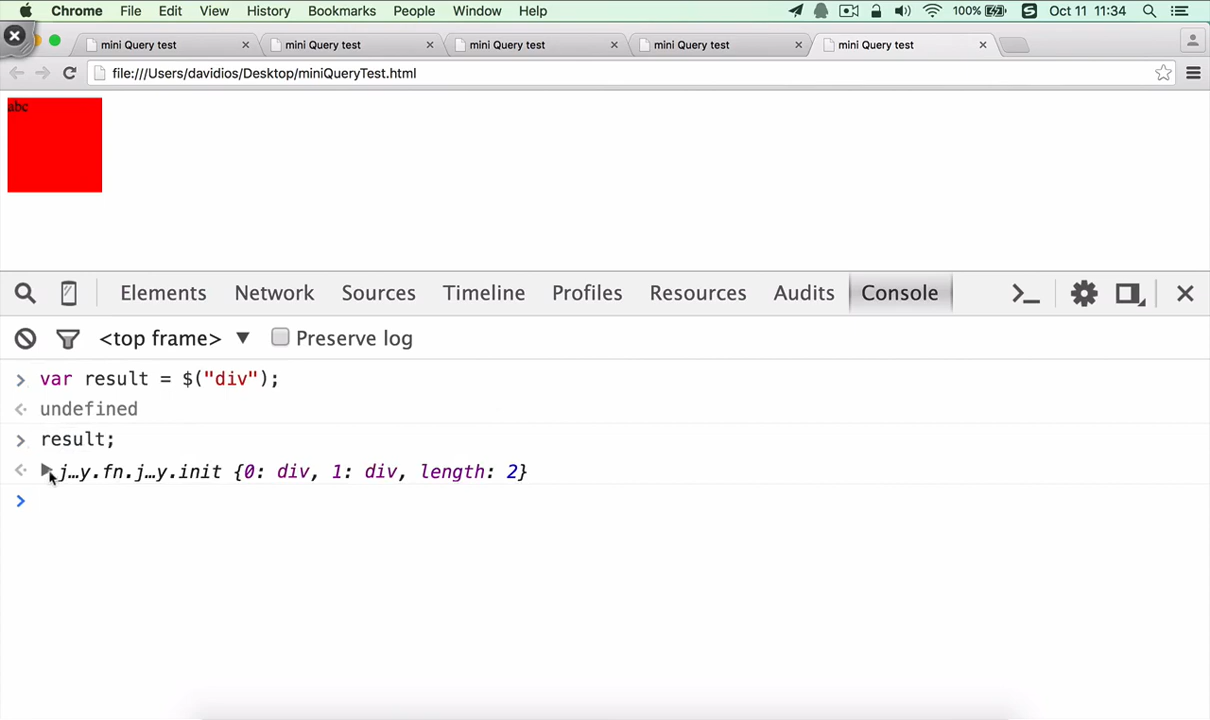 Chrome File Edit View History Bookmarks People Window Help 100% Oct 11 11:34
mini Query test mini Query test mini Query test mini Query test mini Query test
file:///Users/davidios/Desktop/miniQueryTest.html
abc
Elements Network Sources Timeline Profiles Resources Audits Console
<top frame> Preserve log
var result = $("div");
undefined
result;
j…y.fn.j…y.init {0: div, 1: div, length: 2}